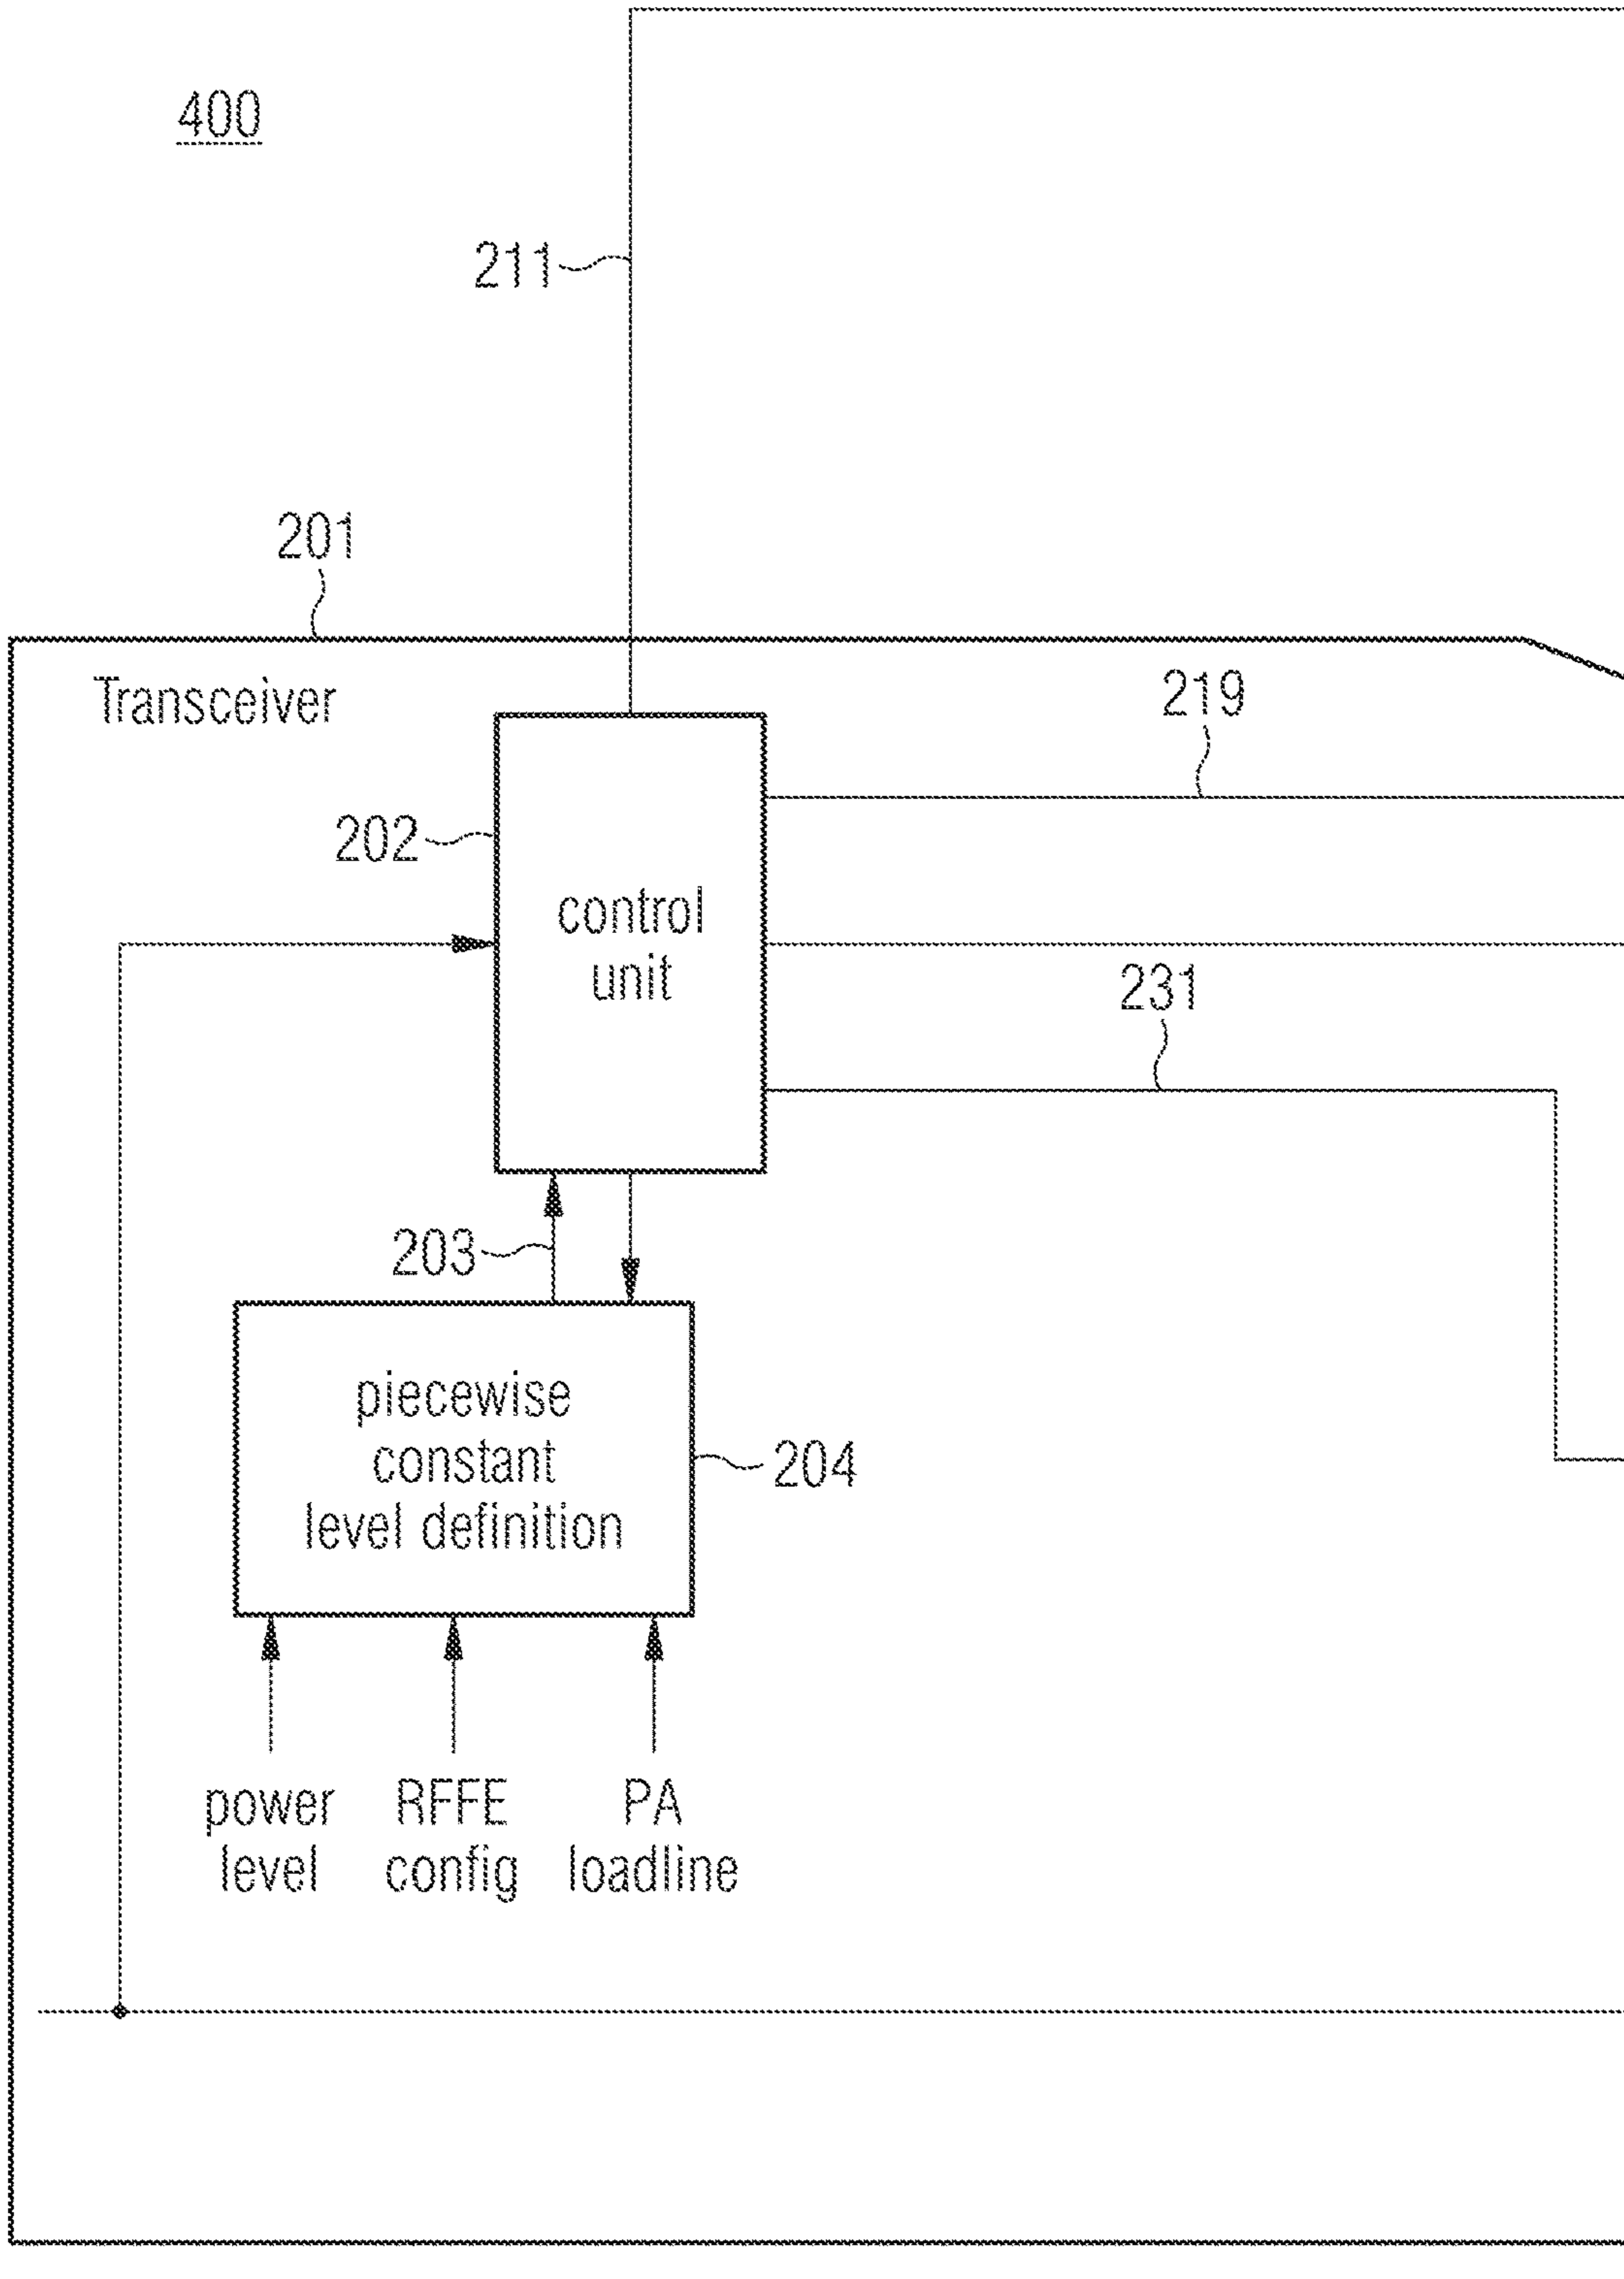 400
211
201
Transceiver
219
202
control
unit
231
203
piecewise
constant
level definition
204
power
level
RFFE
config
PA
loadline